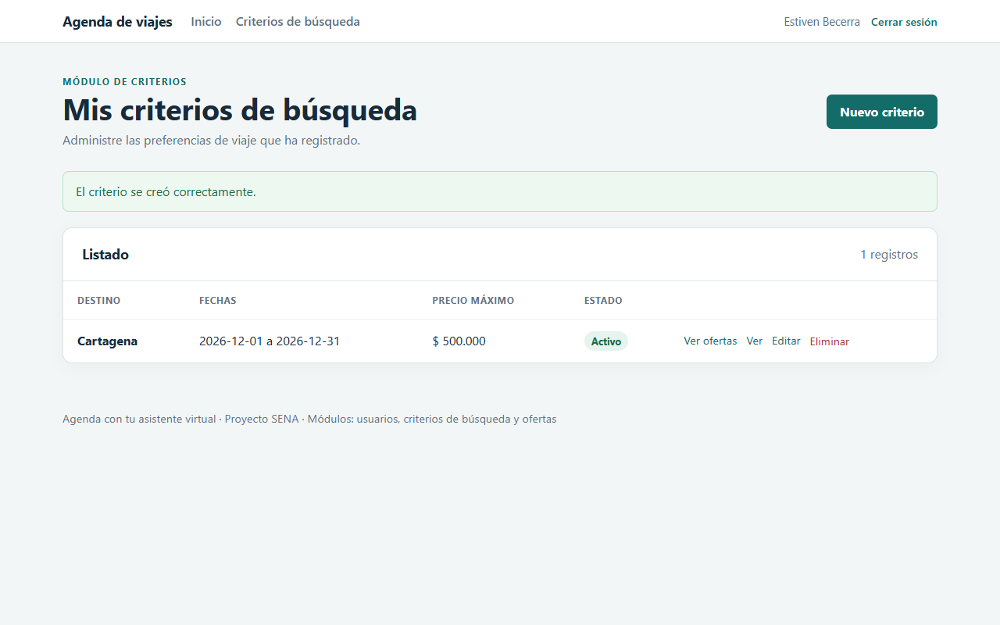 Agenda de viajes Inicio Criterios de búsqueda Estiven Becerra Cerrar sesión
MÓDULO DE CRITERIOS
Mis criterios de búsqueda
Nuevo criterio
Administre las preferencias de viaje que ha registrado.
El criterio se creó correctamente.
Listado 1 registros
DESTINO FECHAS PRECIO MÁXIMO ESTADO
Cartagena 2026-12-01 a 2026-12-31 $ 500.000 Activo Ver ofertas Ver Editar Eliminar
Agenda con tu asistente virtual · Proyecto SENA · Módulos: usuarios, criterios de búsqueda y ofertas